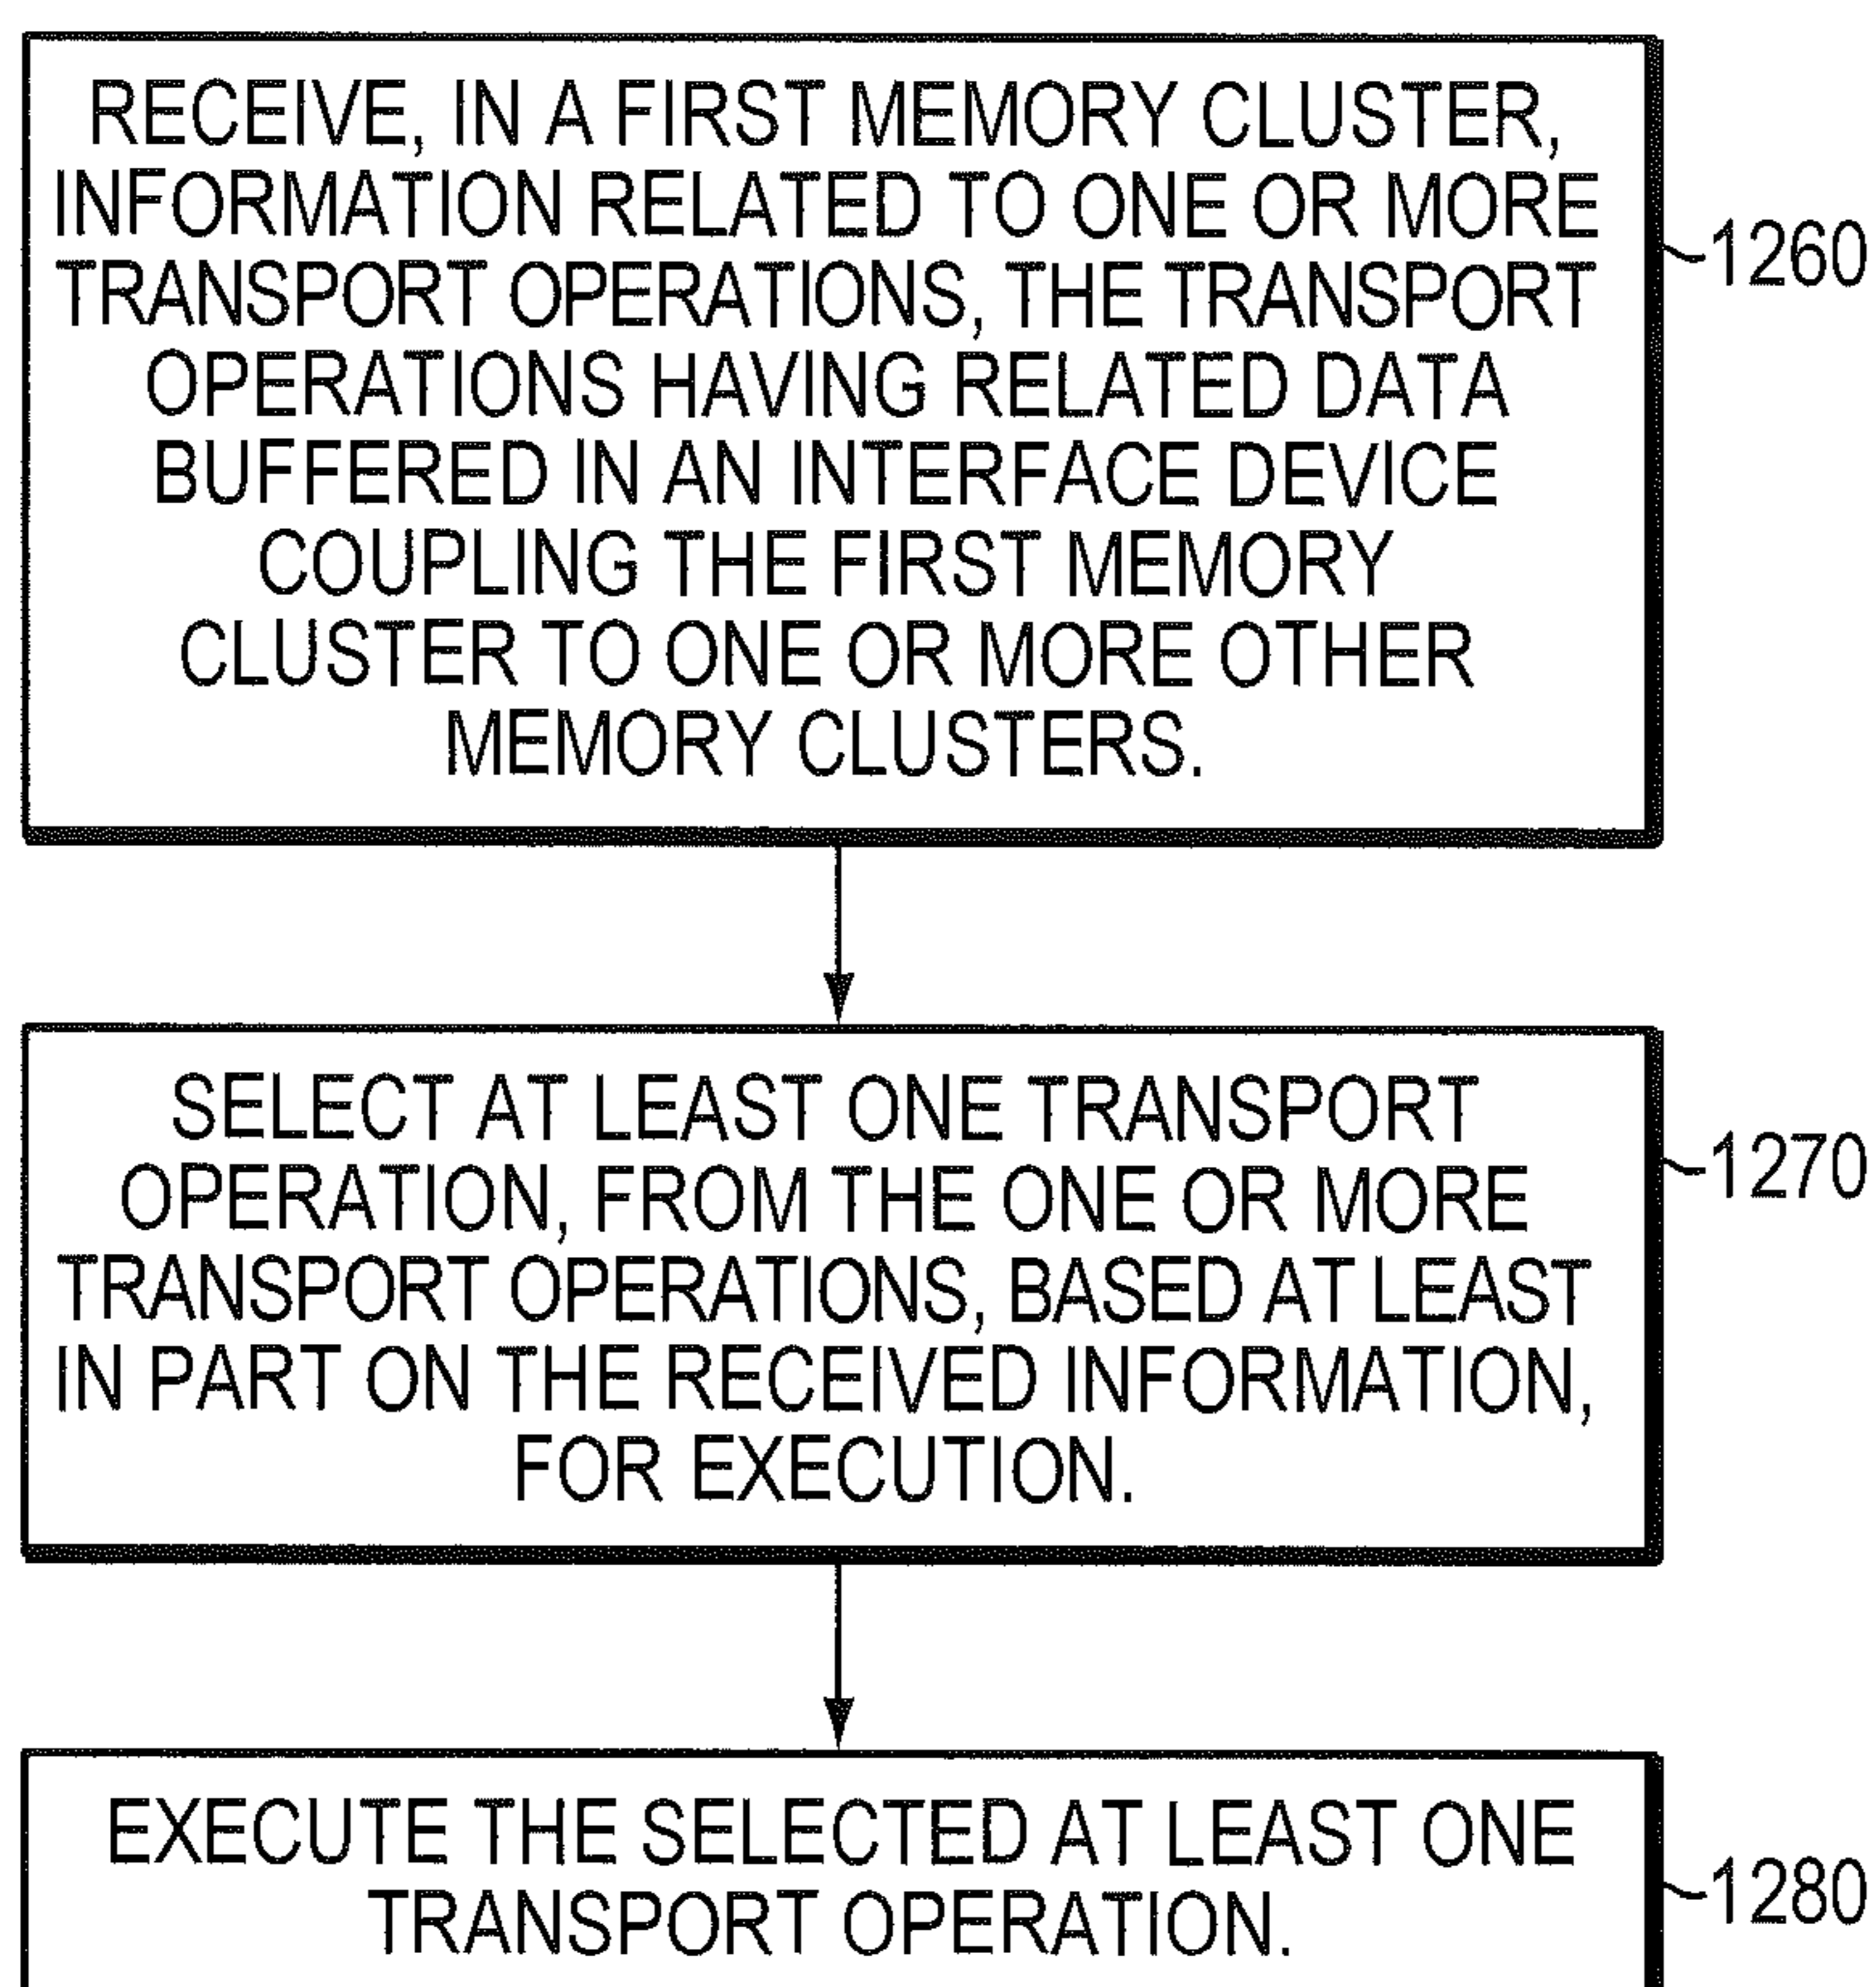 RECEIVE, IN A FIRST MEMORY CLUSTER,
INFORMATION RELATED TO ONE OR MORE
TRANSPORT OPERATIONS, THE TRANSPORT
OPERATIONS HAVING RELATED DATA
BUFFERED IN AN INTERFACE DEVICE
COUPLING THE FIRST MEMORY
CLUSTER TO ONE OR MORE OTHER
MEMORY CLUSTERS.
1260
SELECT AT LEAST ONE TRANSPORT
OPERATION, FROM THE ONE OR MORE
TRANSPORT OPERATIONS, BASED AT LEAST
IN PART ON THE RECEIVED INFORMATION,
FOR EXECUTION.
1270
EXECUTE THE SELECTED AT LEAST ONE
TRANSPORT OPERATION.
1280